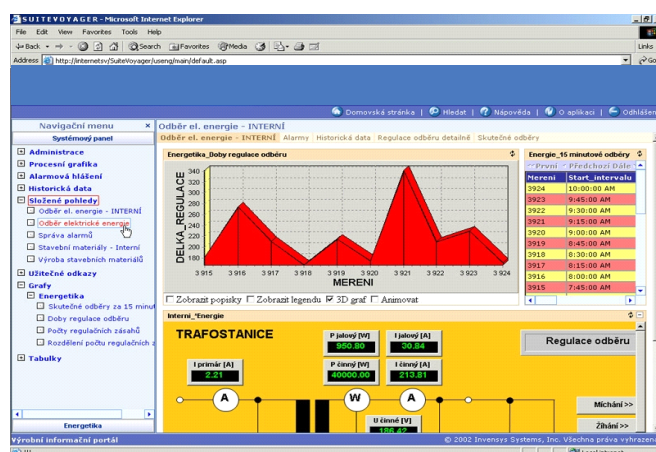 SUITEVOYAGER - Microsoft Internet Explorer
File Edit View Favorites Tools Help
Back Search Favorites Media Links
Address http://internetsv/SuiteVoyager/useng/main/default.asp Go
Domovská stránka | Hledat | Nápověda | O aplikaci | Odhlášen
Navigační menu × Odběr el. energie - INTERNÍ
Systémový panel
Odběr el. energie - INTERNÍ Alarmy Historická data Regulace odběru detailně Skutečné odběry
Administrace
Procesní grafika
Alarmová hlášení
Historická data
Složené pohledy
Odběr el. energie - INTERNÍ
Odběr elektrické energie
Správa alarmů
Stavební materiály - Interní
Výroba stavebních materiálů
Užitečné odkazy
Grafy
Energetika
Skutečné odběry za 15 minut
Doby regulace odběru
Počty regulačních zásahů
Rozdělení počtu regulačních z
Tabulky
Energetika
Energetika_Doby regulace odběru
DELKA_REGULACE
340
320
300
280
260
240
220
200
180
3 915 3 916 3 917 3 918 3 919 3 920 3 921 3 922 3 923 3 924
MERENI
Zobrazit popisky Zobrazit legendu 3D graf Animovat
Energie_15 minutové odběry
První Předchozí Dále
Mereni Start_intervalu
3924 10:00:00 AM
3923 9:45:00 AM
3922 9:30:00 AM
3921 9:15:00 AM
3920 9:00:00 AM
3919 8:45:00 AM
3918 8:30:00 AM
3917 8:15:00 AM
3916 8:00:00 AM
3915 7:45:00 AM
Interni_°Energie
TRAFOSTANICE
P jalový [W]
950.80
I jalový [A]
30.84
Regulace odběru
I primár [A]
2.21
P činný [W]
40000.00
I činný [A]
213.81
A W A
U činné [V]
186.42
Míchání >>
Žíhání >>
Výrobní informační portál
© 2002 Invensys Systems, Inc. Všechna práva vyhrazen
Local intranet